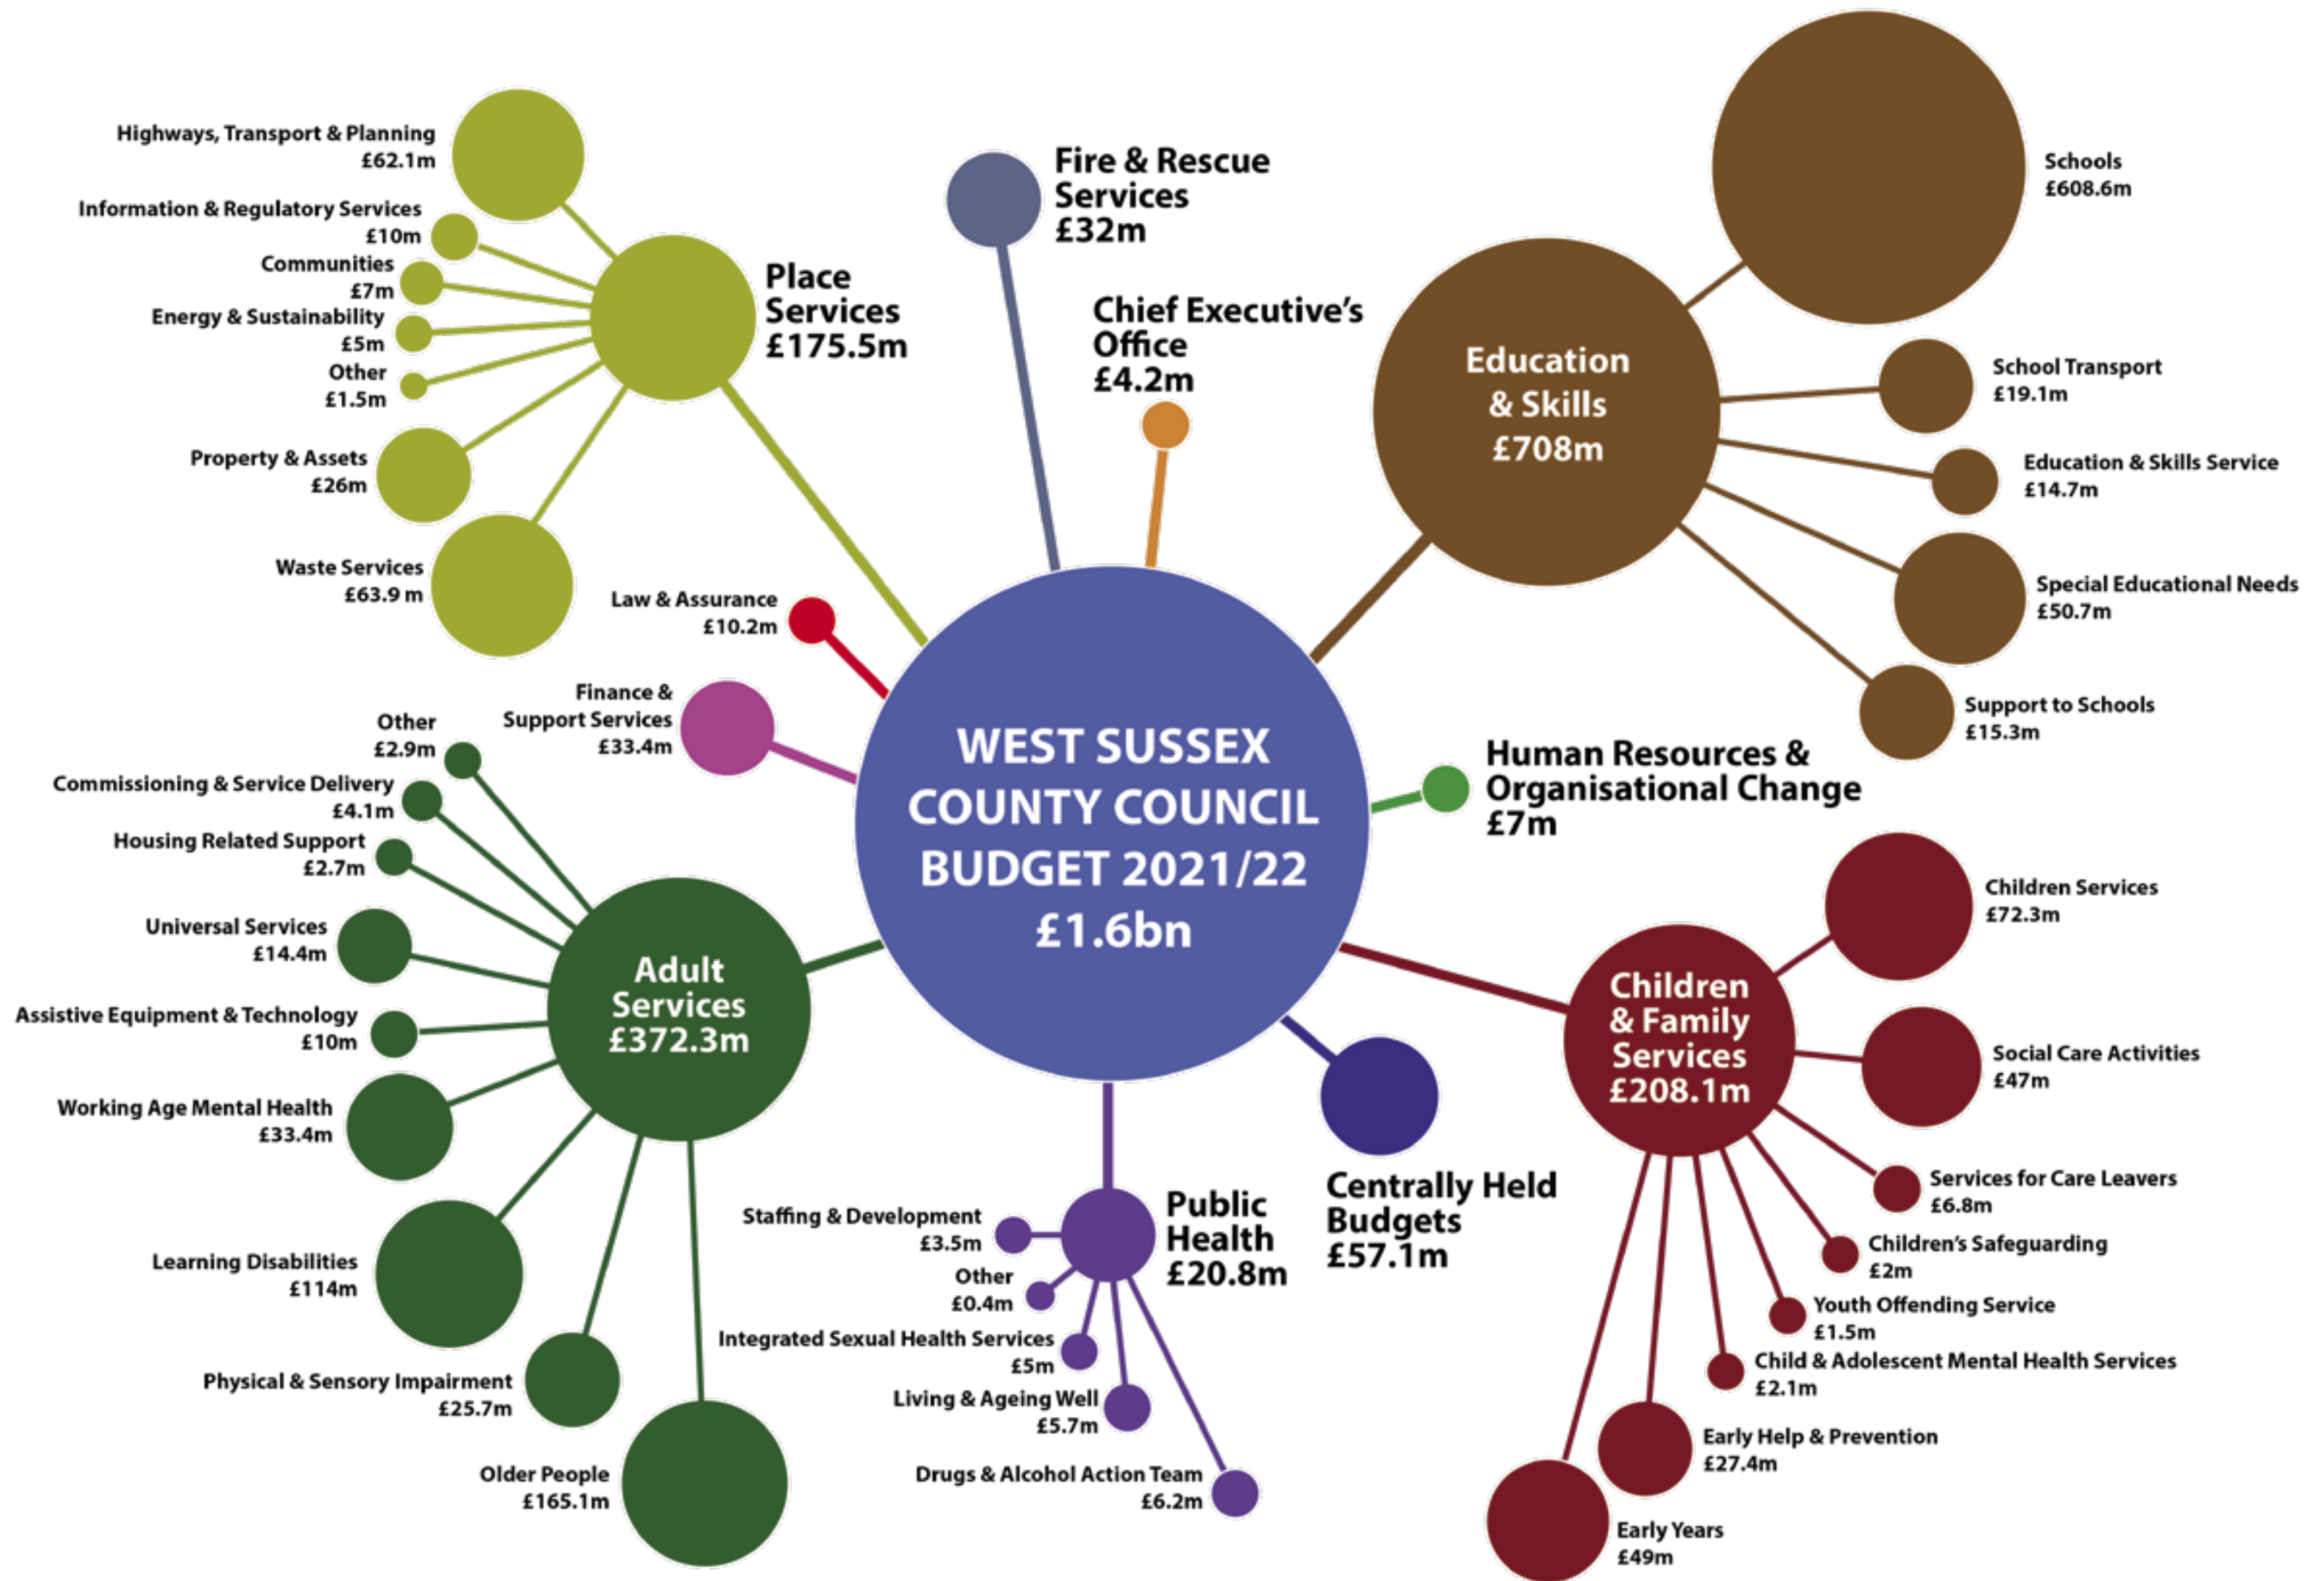 Highways, Transport & Planning
£62.1m
Information & Regulatory Services
£10m
Communities
£7m
Energy & Sustainability
£5m
Other
£1.5m
Property & Assets
£26m
Waste Services
£63.9 m
Place
Services
£175.5m
Fire & Rescue
Services
£32m
Chief Executive's
Office
£4.2m
Education
& Skills
£708m
Schools
£608.6m
School Transport
£19.1m
Education & Skills Service
£14.7m
Special Educational Needs
£50.7m
Support to Schools
£15.3m
Law & Assurance
£10.2m
Finance &
Support Services
£33.4m
WEST SUSSEX
COUNTY COUNCIL
BUDGET 2021/22
£1.6bn
Human Resources &
Organisational Change
£7m
Other
£2.9m
Commissioning & Service Delivery
£4.1m
Housing Related Support
£2.7m
Universal Services
£14.4m
Assistive Equipment & Technology
£10m
Working Age Mental Health
£33.4m
Learning Disabilities
£114m
Physical & Sensory Impairment
£25.7m
Older People
£165.1m
Adult
Services
£372.3m
Children
& Family
Services
£208.1m
Children Services
£72.3m
Social Care Activities
£47m
Services for Care Leavers
£6.8m
Children's Safeguarding
£2m
Youth Offending Service
£1.5m
Child & Adolescent Mental Health Services
£2.1m
Early Help & Prevention
£27.4m
Early Years
£49m
Centrally Held
Budgets
£57.1m
Public
Health
£20.8m
Staffing & Development
£3.5m
Other
£0.4m
Integrated Sexual Health Services
£5m
Living & Ageing Well
£5.7m
Drugs & Alcohol Action Team
£6.2m